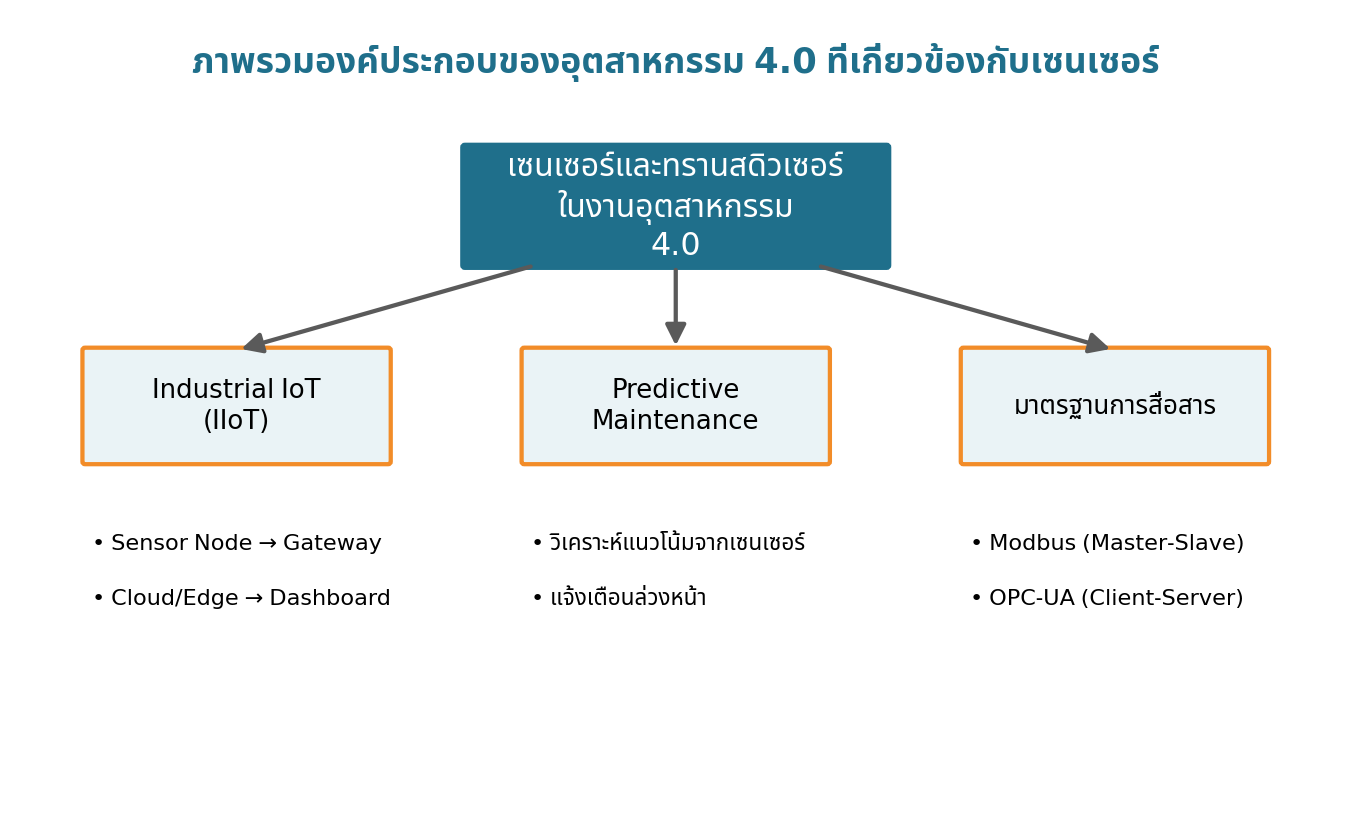 ภาพรวมองค์ประกอบของอุตสาหกรรม 4.0 ที่เกี่ยวข้องกับเซนเซอร์
เซนเซอร์และทรานสดิวเซอร์
ในงานอุตสาหกรรม
4.0
Industrial IoT
(IIoT)
Predictive
Maintenance
มาตรฐานการสื่อสาร
• Sensor Node → Gateway
• Cloud/Edge → Dashboard
• วิเคราะห์แนวโน้มจากเซนเซอร์
• แจ้งเตือนล่วงหน้า
• Modbus (Master-Slave)
• OPC-UA (Client-Server)